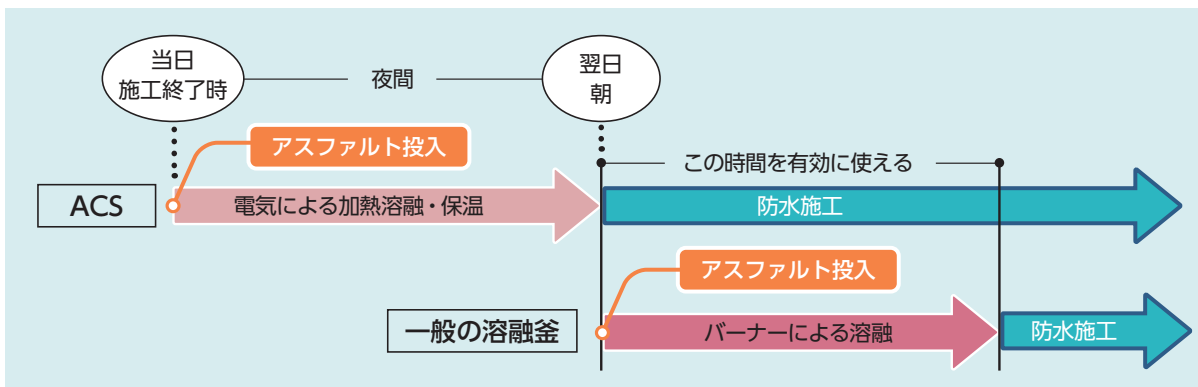 当日
施工終了時
夜間
翌日
朝
アスファルト投入
この時間を有効に使える
ACS
電気による加熱溶融・保温
防水施工
アスファルト投入
一般の溶融釜
バーナーによる溶融
防水施工